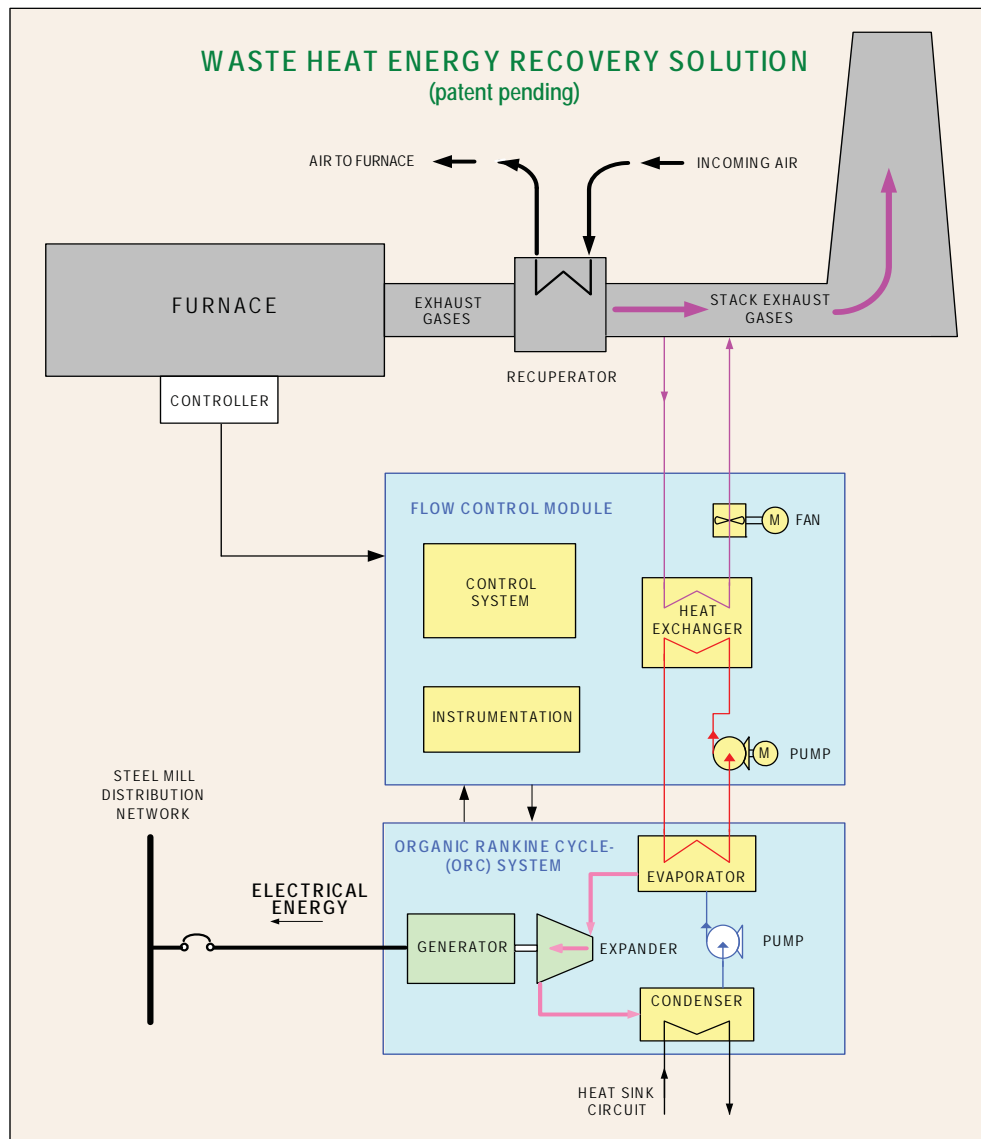 WASTE HEAT ENERGY RECOVERY SOLUTION
(patent pending)
AIR TO FURNACE
INCOMING AIR
FURNACE
EXHAUST
GASES
STACK EXHAUST
GASES
RECUPERATOR
CONTROLLER
FLOW CONTROL MODULE
M
FAN
CONTROL
SYSTEM
HEAT
EXCHANGER
INSTRUMENTATION
M
PUMP
STEEL MILL
DISTRIBUTION
NETWORK
ORGANIC RANKINE CYCLE-
(ORC) SYSTEM
EVAPORATOR
ELECTRICAL
ENERGY
GENERATOR
EXPANDER
PUMP
CONDENSER
HEAT SINK
CIRCUIT